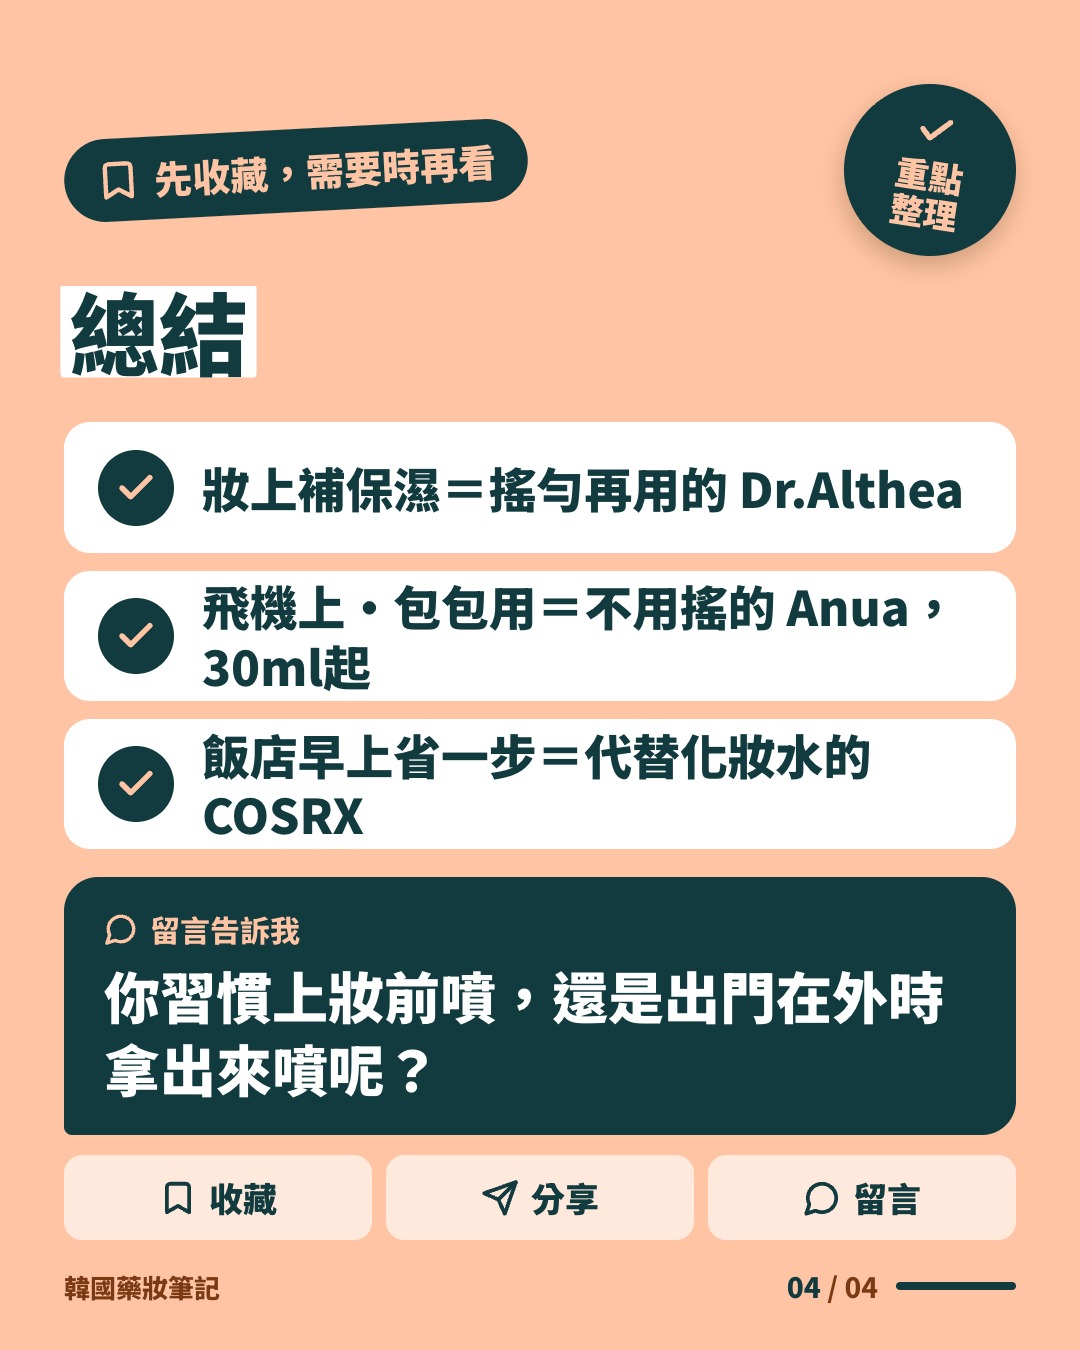 先收藏，需要時再看
重點
整理
總結
妝上補保濕＝搖勻再用的 Dr.Althea
飛機上・包包用＝不用搖的 Anua，
30ml起
飯店早上省一步＝代替化妝水的
COSRX
留言告訴我
你習慣上妝前噴，還是出門在外時
拿出來噴呢？
收藏
分享
留言
韓國藥妝筆記
04 / 04